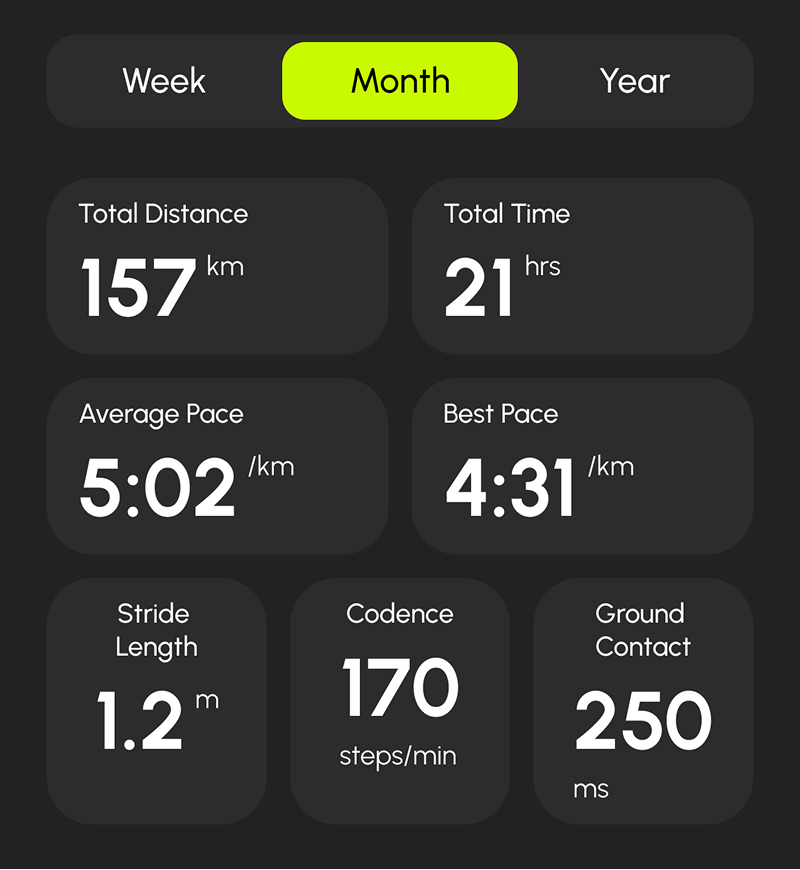 Week Month Year
Total Distance
157 km
Total Time
21 hrs
Average Pace
5:02 /km
Best Pace
4:31 /km
Stride
Length
1.2 m
Codence
170
steps/min
Ground
Contact
250
ms